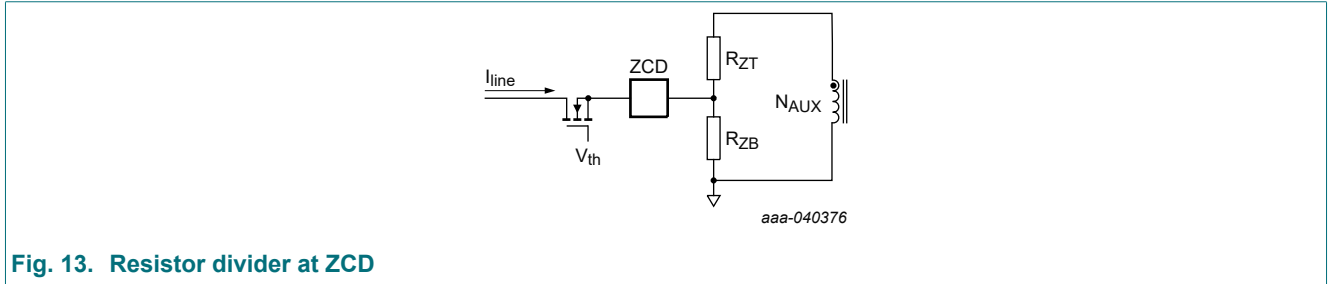 ZCD
I_line
R_ZT
N_AUX
R_ZB
V_th
aaa-040376
Fig. 13. Resistor divider at ZCD